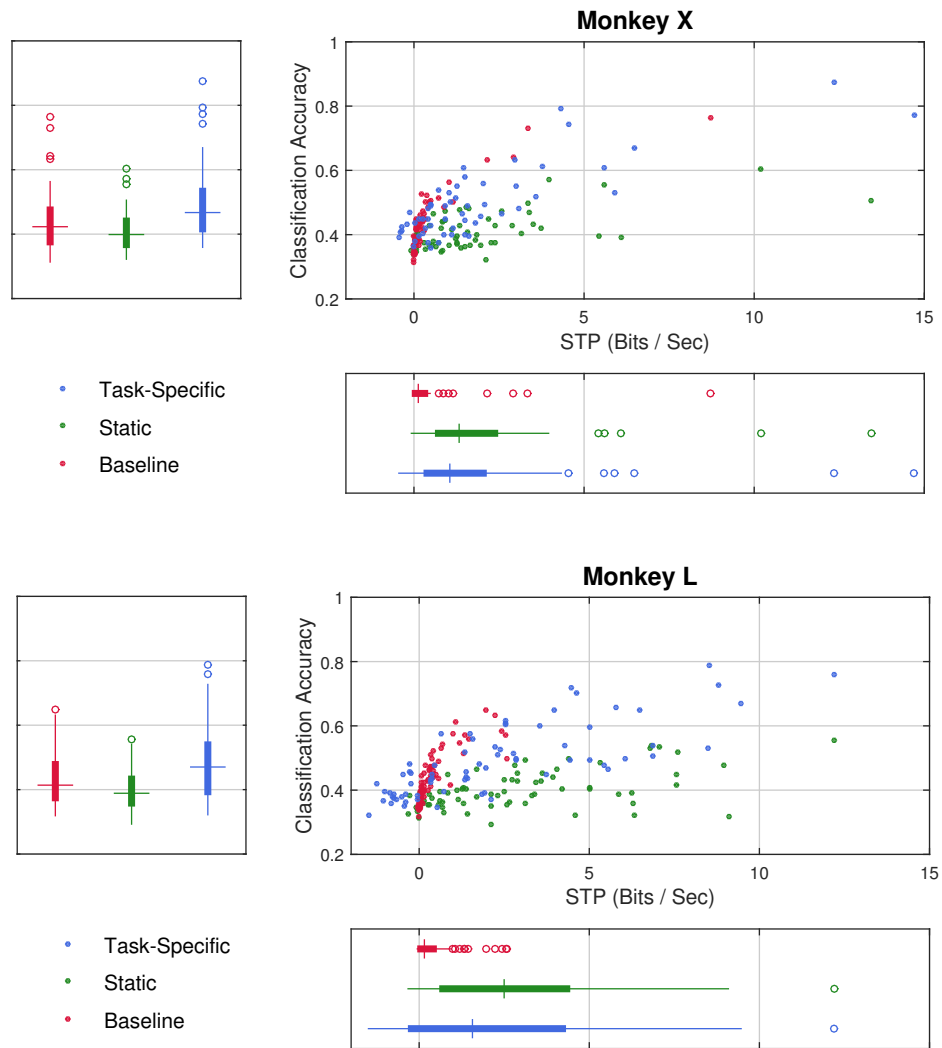 Monkey X
1
0.8
0.6
0.4
0.2
Classification Accuracy
0 5 10 15
STP (Bits / Sec)
Task-Specific
Static
Baseline
Monkey L
1
0.8
0.6
0.4
0.2
Classification Accuracy
0 5 10 15
STP (Bits / Sec)
Task-Specific
Static
Baseline